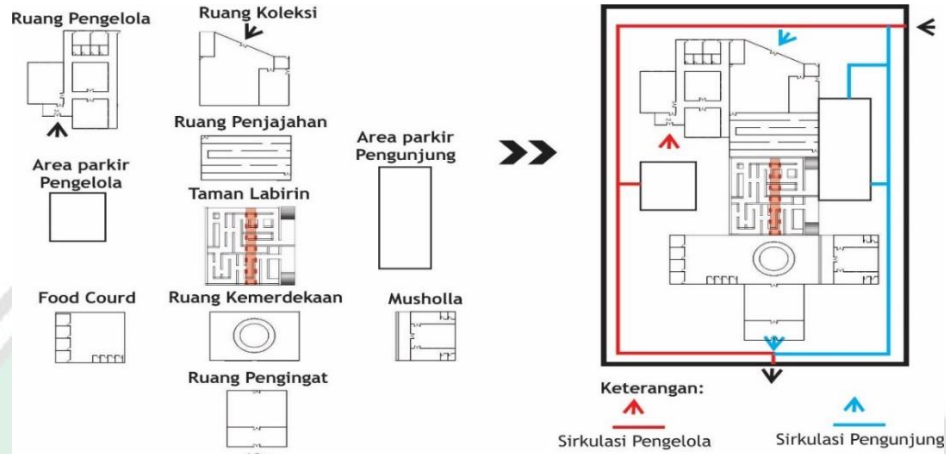 Ruang Pengelola
Ruang Koleksi
Ruang Penjajahan
Area parkir
Pengelola
Area parkir
Pengunjung
Taman Labirin
Food Courd
Ruang Kemerdekaan
Musholla
Ruang Pengingat
Keterangan:
Sirkulasi Pengelola
Sirkulasi Pengunjung